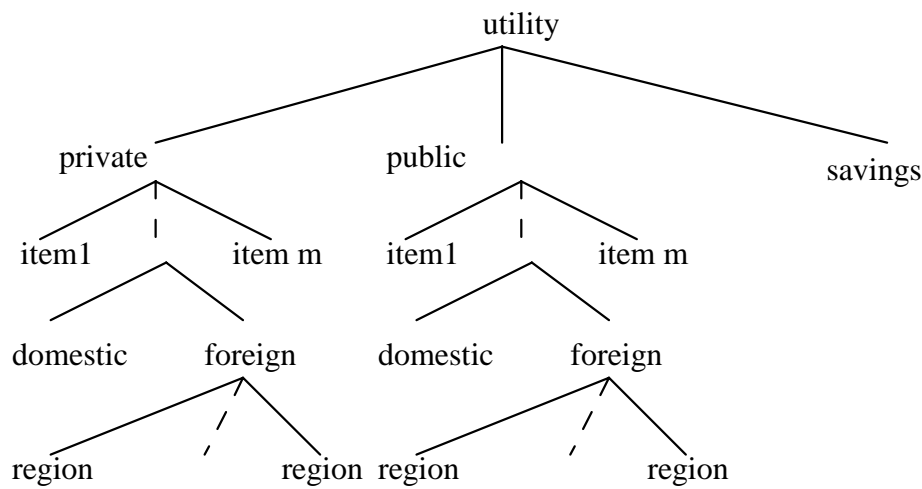 utility
private public savings
item1 item m item1 item m
domestic foreign domestic foreign
region region region region